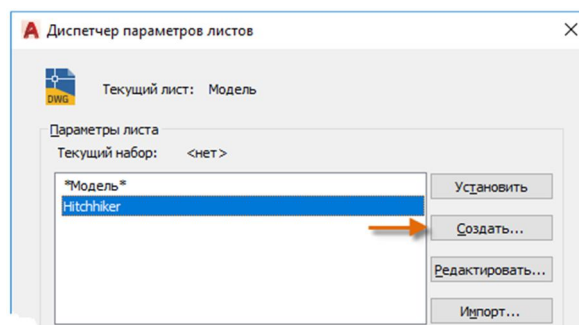 Диспетчер параметров листов
DWG
Текущий лист: Модель
Параметры листа
Текущий набор: <нет>
*Модель*
Hitchhiker
Установить
Создать...
Редактировать...
Импорт...